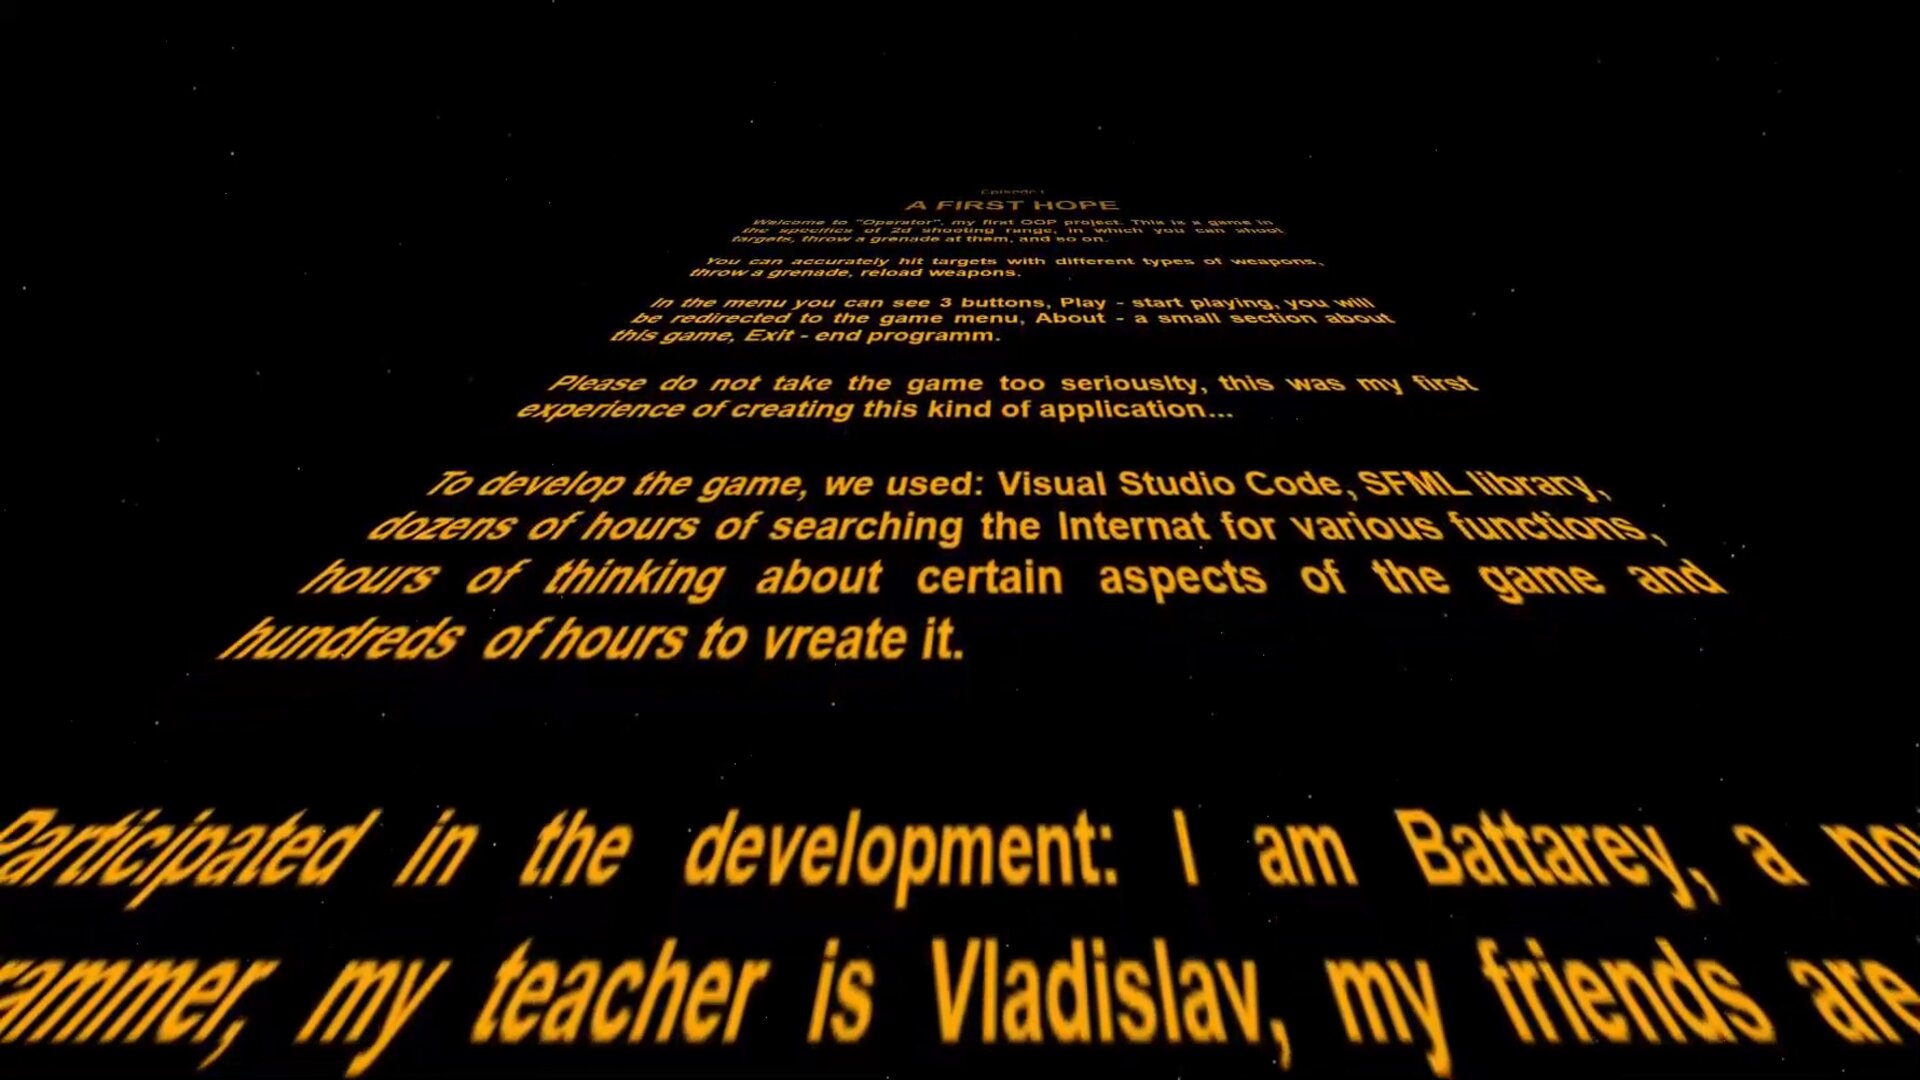 Episode I
A FIRST HOPE
Welcome to "Operator", my first OOP project. This is a game in
the specifics of 2d shooting range, in which you can shoot
targets, throw a grenade at them, and so on.
You can accurately hit targets with different types of weapons,
throw a grenade, reload weapons.
In the menu you can see 3 buttons, Play - start playing, you will
be redirected to the game menu, About - a small section about
this game, Exit - end programm.
Please do not take the game too seriouslty, this was my first
experience of creating this kind of application...
To develop the game, we used: Visual Studio Code, SFML library,
dozens of hours of searching the Internat for various functions,
hours of thinking about certain aspects of the game and
hundreds of hours to vreate it.
Participated in the development: I am Battarey, a no
rammer, my teacher is Vladislav, my friends are